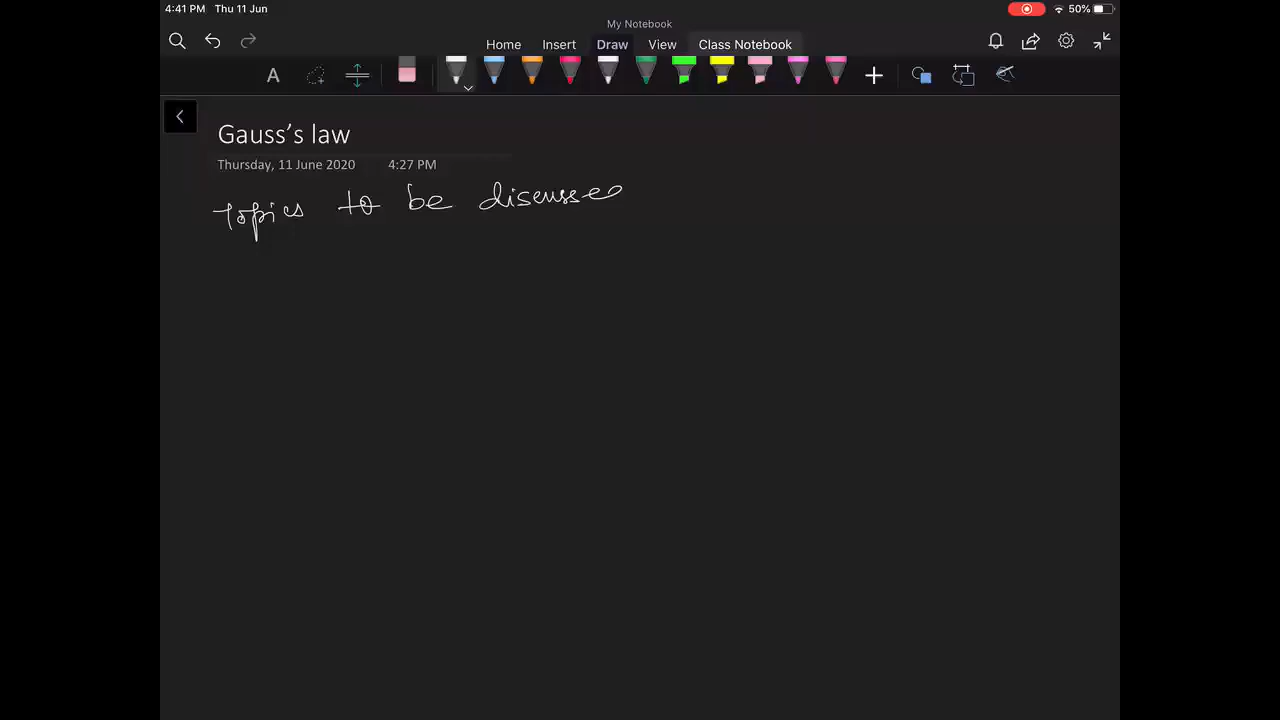 4:41 PM Thu 11 Jun 50%
My Notebook
Home Insert Draw View Class Notebook
A
Gauss's law
Thursday, 11 June 2020 4:27 PM
Topics to be discusse